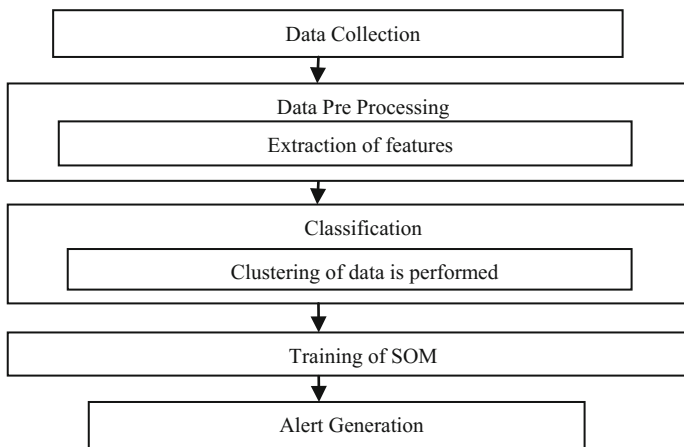 Data Collection
Data Pre Processing
Extraction of features
Classification
Clustering of data is performed
Training of SOM
Alert Generation